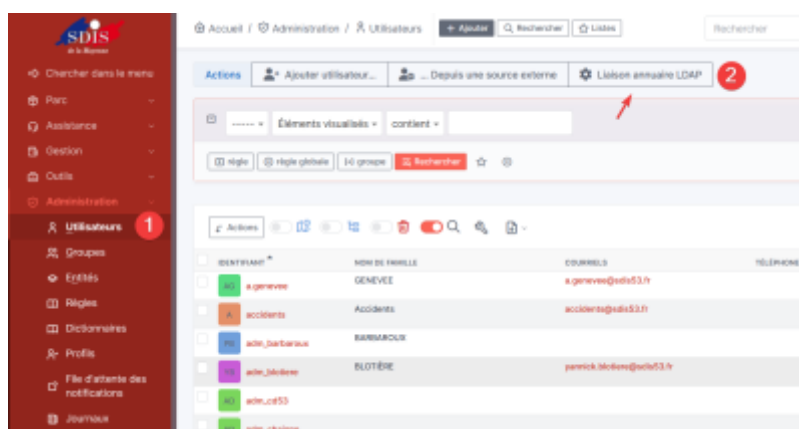 SDIS
de la Mayenne
Accueil / Administration / Utilisateurs
+ Ajouter
Rechercher
Listes
Rechercher
Chercher dans le menu
Parc
Assistance
Gestion
Outils
Administration
Utilisateurs
1
Groupes
Entités
Règles
Dictionnaires
Profils
File d'attente des
notifications
Journaux
Actions
Ajouter utilisateur...
... Depuis une source externe
Liaison annuaire LDAP
2
-----
Éléments visualisés
contient
règle
règle globale
(+) groupe
Rechercher
Actions
IDENTIFIANT
NOM DE FAMILLE
COURRIELS
TÉLÉPHONE
AG a.genevee GENEVEE a.genevee@sdis53.fr
A accidents Accidents accidents@sdis53.fr
adm_barbaroux BARBAROUX
YB adm_blotiere BLOTIÈRE yannick.blotiere@sdis53.fr
AD adm_cd53